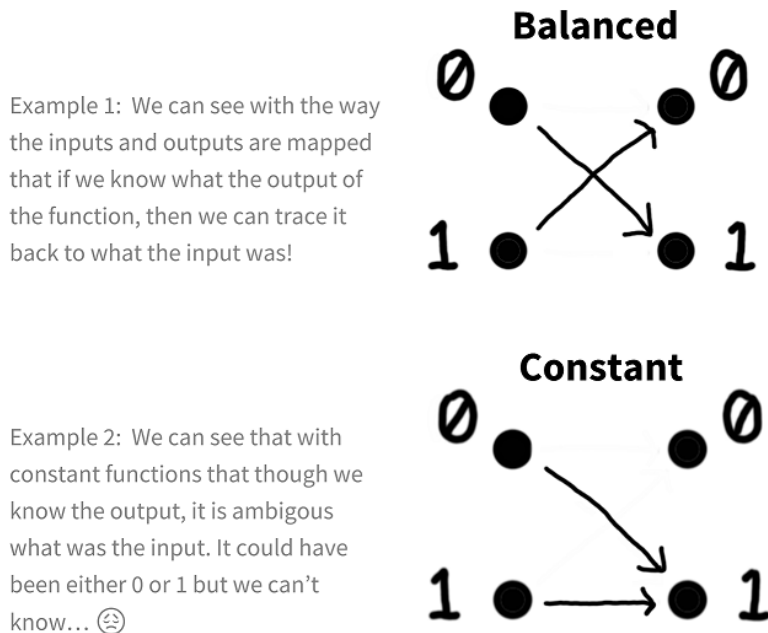 Balanced
0 0
Example 1:  We can see with the way
the inputs and outputs are mapped
that if we know what the output of
the function, then we can trace it
back to what the input was!
1 1
Constant
0 0
Example 2:  We can see that with
constant functions that though we
know the output, it is ambigous
what was the input. It could have
been either 0 or 1 but we can’t
know… 😣
1 1